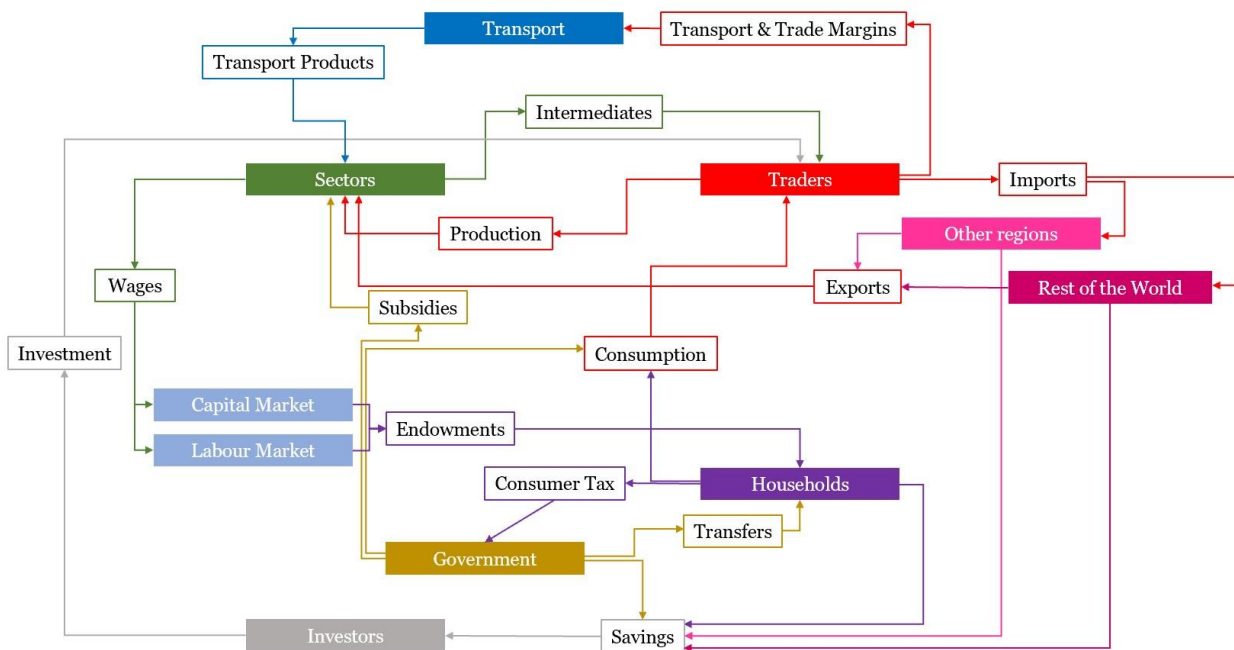 Transport
Transport & Trade Margins
Transport Products
Intermediates
Sectors
Traders
Imports
Production
Other regions
Wages
Exports
Rest of the World
Subsidies
Investment
Consumption
Capital Market
Endowments
Labour Market
Consumer Tax
Households
Transfers
Government
Investors
Savings